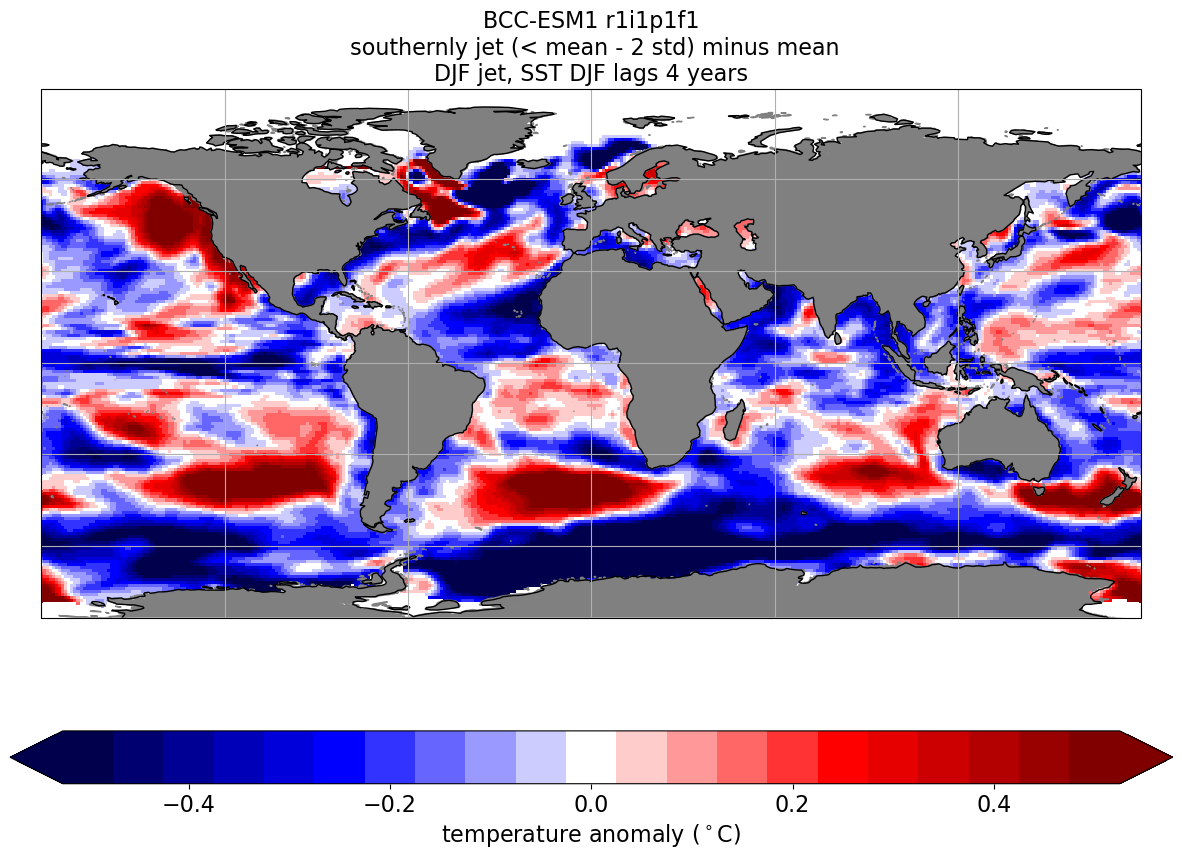 BCC-ESM1 r1i1p1f1
southernly jet (< mean - 2 std) minus mean
DJF jet, SST DJF lags 4 years
−0.4 −0.2 0.0 0.2 0.4
temperature anomaly (°C)